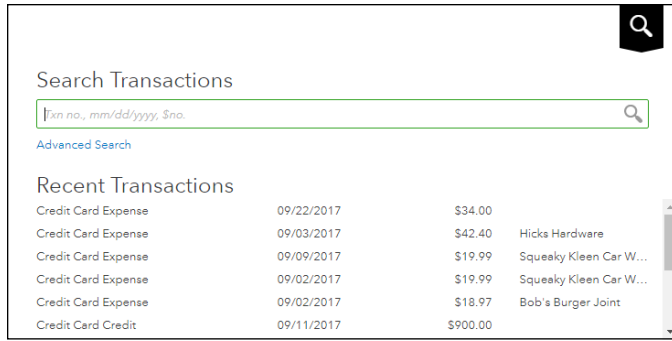 Search Transactions
Txn no., mm/dd/yyyy, $no.
Advanced Search
Recent Transactions
Credit Card Expense 09/22/2017 $34.00
Credit Card Expense 09/03/2017 $42.40 Hicks Hardware
Credit Card Expense 09/09/2017 $19.99 Squeaky Kleen Car W...
Credit Card Expense 09/02/2017 $19.99 Squeaky Kleen Car W...
Credit Card Expense 09/02/2017 $18.97 Bob's Burger Joint
Credit Card Credit 09/11/2017 $900.00